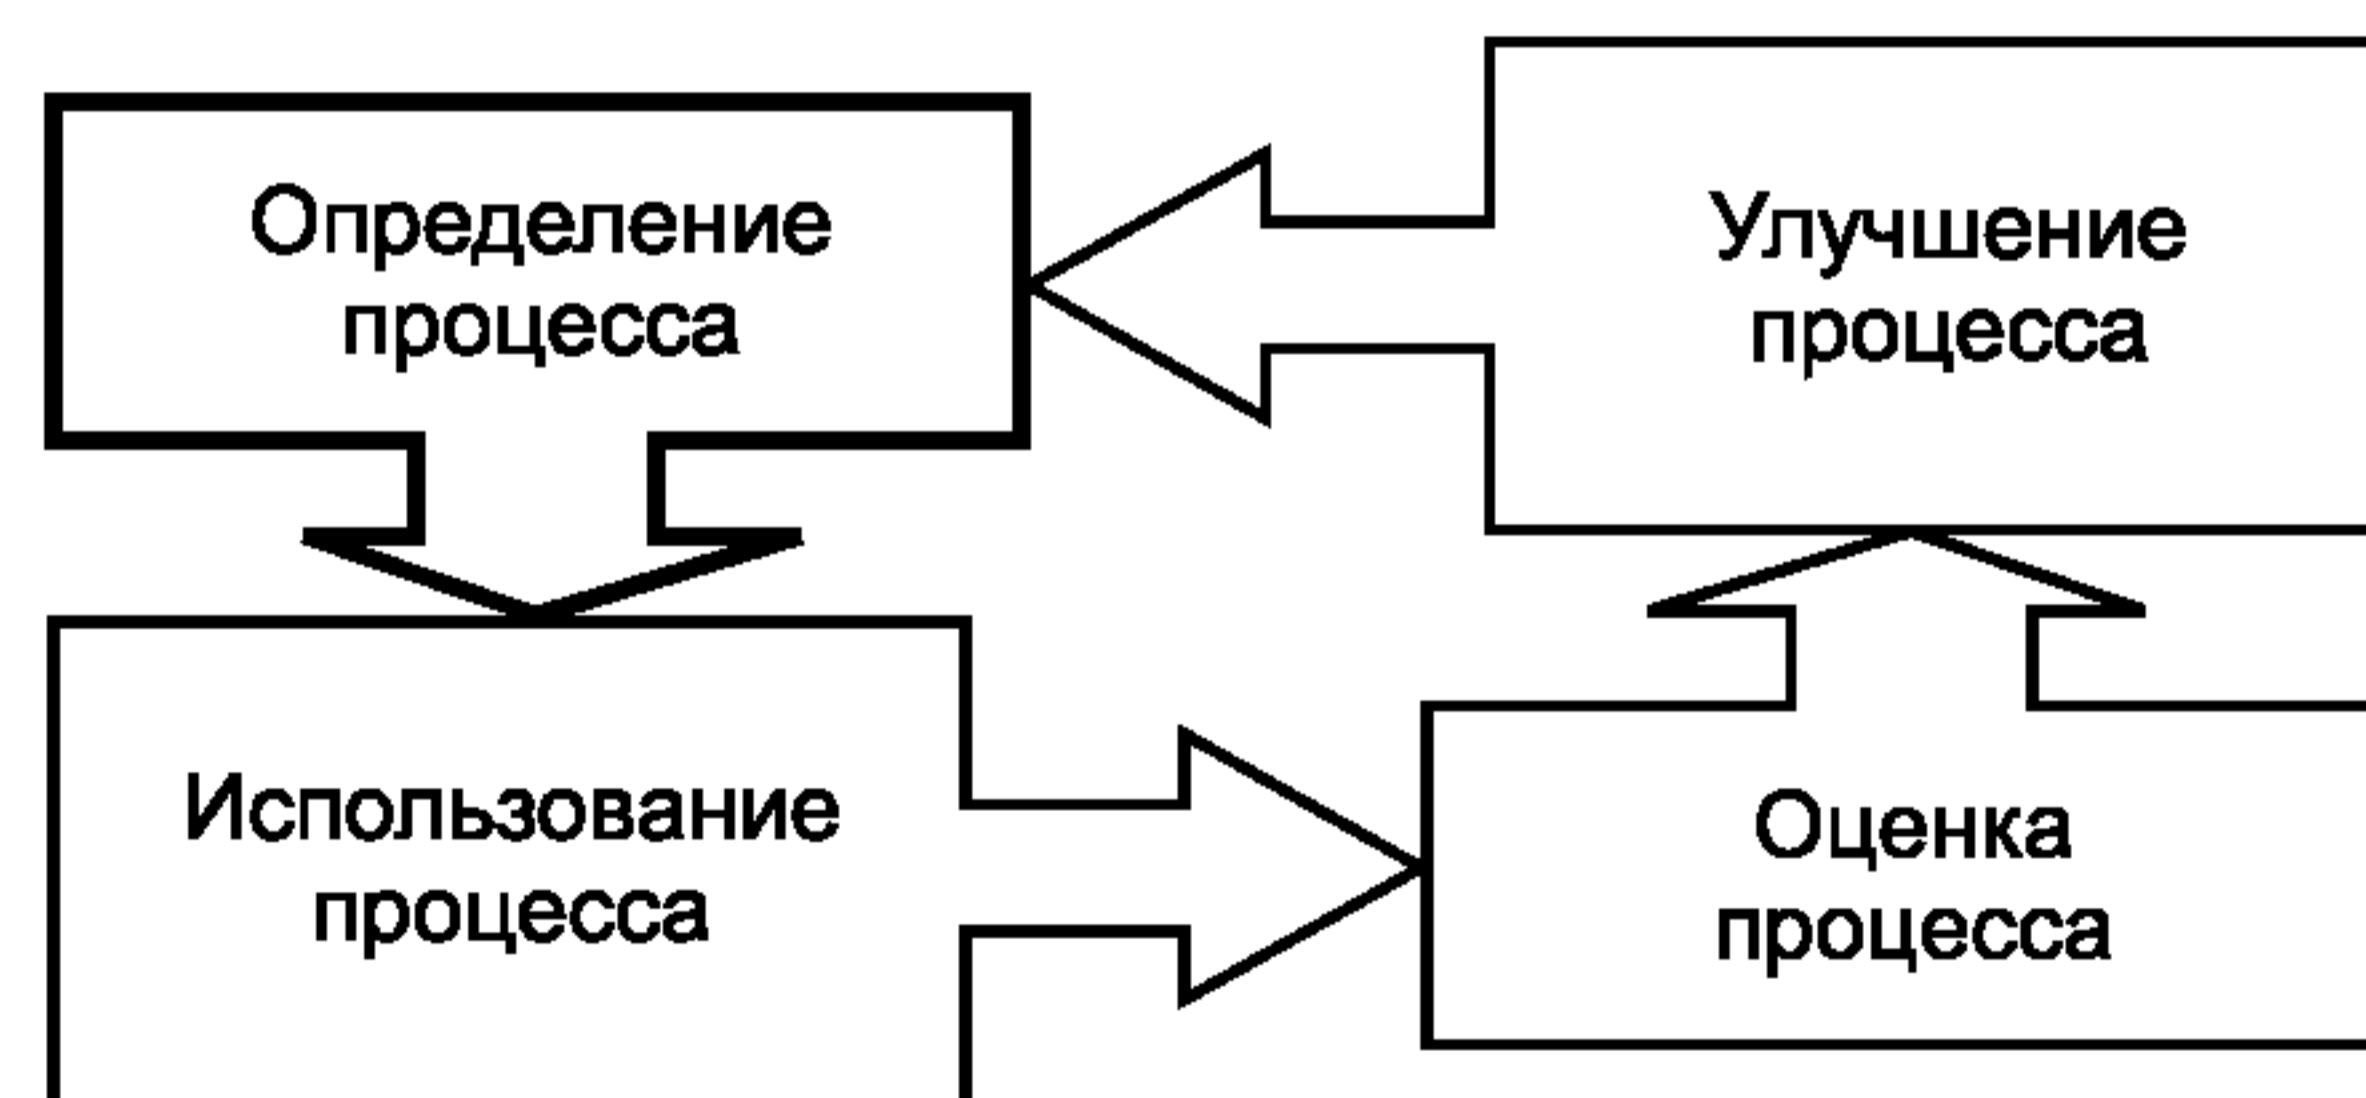 Определение
процесса
Улучшение
процесса
Использование
процесса
Оценка
процесса